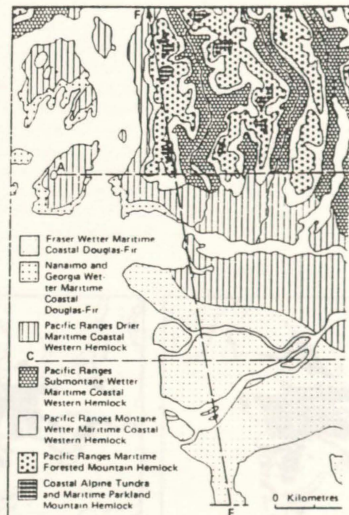 F
A
Fraser Wetter Maritime
Coastal Douglas-Fir
Nanaimo and
Georgia Wet-
ter Maritime
Coastal
Douglas-Fir
Pacific Ranges Drier
Maritime Coastal
Western Hemlock
C
Pacific Ranges
Submontane Wetter
Maritime Coastal
Western Hemlock
Pacific Ranges Montane
Wetter Maritime Coastal
Western Hemlock
Pacific Ranges Maritime
Forested Mountain Hemlock
Coastal Alpine Tundra
and Maritime Parkland
Mountain Hemlock
0 Kilometres